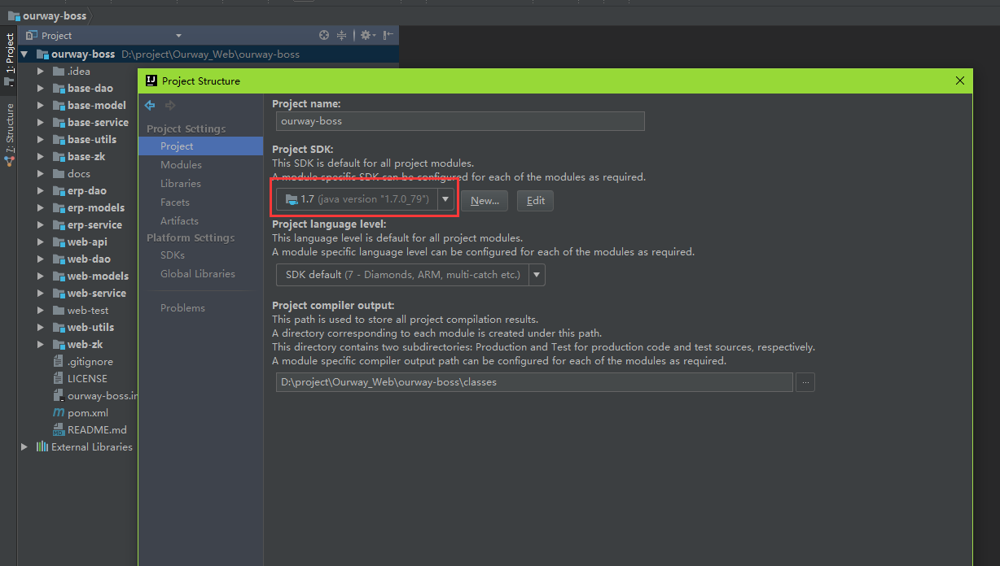 ourway-boss
Project
1: Project
7: Structure
ourway-boss D:\project\Ourway_Web\ourway-boss
.idea
base-dao
base-model
base-service
base-utils
base-zk
docs
erp-dao
erp-models
erp-service
web-api
web-dao
web-models
web-service
web-test
web-utils
web-zk
.gitignore
LICENSE
ourway-boss.in
pom.xml
README.md
External Libraries
Project Structure
Project Settings
Project
Modules
Libraries
Facets
Artifacts
Platform Settings
SDKs
Global Libraries
Problems
Project name:
ourway-boss
Project SDK:
This SDK is default for all project modules.
A module specific SDK can be configured for each of the modules as required.
1.7 (java version "1.7.0_79")
New...
Edit
Project language level:
This language level is default for all project modules.
A module specific language level can be configured for each of the modules as required.
SDK default (7 - Diamonds, ARM, multi-catch etc.)
Project compiler output:
This path is used to store all project compilation results.
A directory corresponding to each module is created under this path.
This directory contains two subdirectories: Production and Test for production code and test sources, respectively.
A module specific compiler output path can be configured for each of the modules as required.
D:\project\Ourway_Web\ourway-boss\classes
...